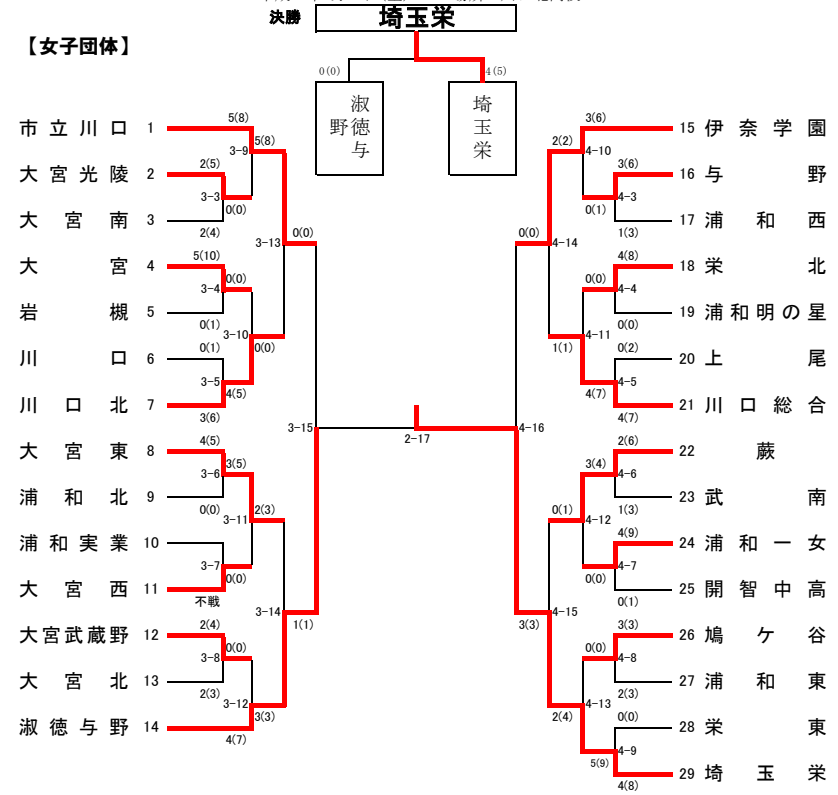 決勝
埼玉栄
【女子団体】
0(0)
4(5)
淑徳与野
埼玉栄
市立川口 1
大宮光陵 2
大宮南 3
大宮 4
岩槻 5
川口 6
川口北 7
大宮東 8
浦和北 9
浦和実業 10
大宮西 11
大宮武蔵野 12
大宮北 13
淑徳与野 14
5(8)
5(8)
3-9
2(5)
3-3
0(0)
2(4)
0(0)
3-13
5(10)
0(0)
3-4
0(1)
3-10
0(1)
0(0)
3-5
4(5)
3(6)
3-15
4(5)
3(5)
3-6
0(0)
3-11
2(3)
3-7
0(0)
不戦
3-14
1(1)
2(4)
0(0)
3-8
2(3)
3-12
3(3)
4(7)
2-17
15 伊奈学園
16 与野
17 浦和西
18 栄北
19 浦和明の星
20 上尾
21 川口総合
22 蕨
23 武南
24 浦和一女
25 開智中高
26 鳩ケ谷
27 浦和東
28 栄東
29 埼玉栄
3(6)
2(2)
4-10
3(6)
4-3
0(1)
1(3)
0(0)
4-14
4(8)
0(0)
4-4
0(0)
4-11
1(1)
0(2)
4-5
4(7)
4(7)
4-16
2(6)
3(4)
4-6
1(3)
0(1)
4-12
4(9)
4-7
0(0)
0(1)
4-15
3(3)
3(3)
0(0)
4-8
2(3)
4-13
2(4)
0(0)
4-9
5(9)
4(8)